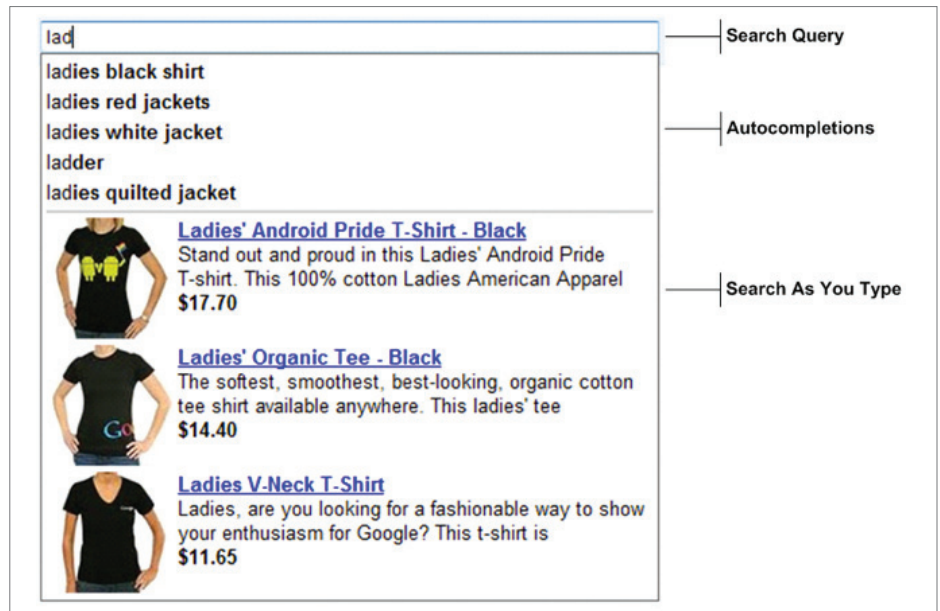 lad
Search Query
ladies black shirt
ladies red jackets
ladies white jacket
Autocompletions
ladder
ladies quilted jacket
Ladies' Android Pride T-Shirt - Black
Stand out and proud in this Ladies' Android Pride
T-shirt. This 100% cotton Ladies American Apparel
$17.70
Search As You Type
Ladies' Organic Tee - Black
The softest, smoothest, best-looking, organic cotton
tee shirt available anywhere. This ladies' tee
$14.40
Goo
Ladies V-Neck T-Shirt
Ladies, are you looking for a fashionable way to show
your enthusiasm for Google? This t-shirt is
$11.65